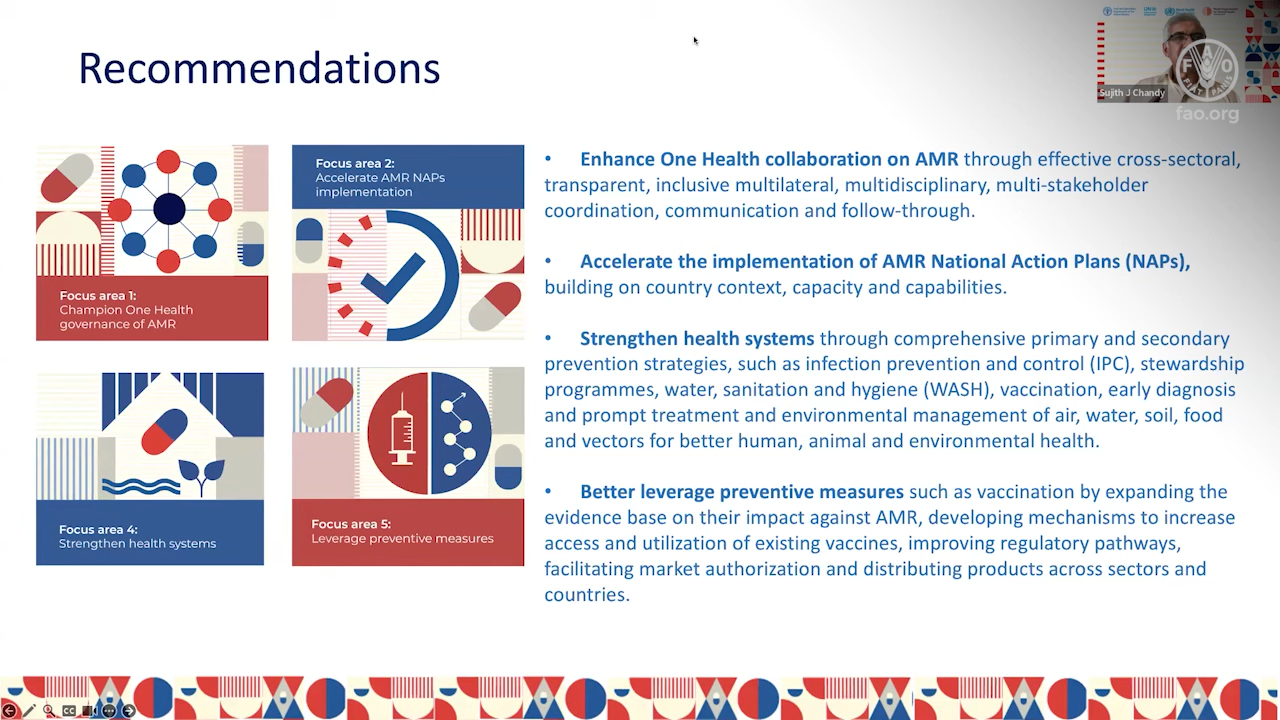 Recommendations
Sujith J Chandy
FAO
FIAT PANIS
fao.org
Focus area 1:
Champion One Health
governance of AMR
Focus area 2:
Accelerate AMR NAPs
implementation
Focus area 4:
Strengthen health systems
Focus area 5:
Leverage preventive measures
• Enhance One Health collaboration on AMR through effective cross-sectoral,
transparent, inclusive multilateral, multidisciplinary, multi-stakeholder
coordination, communication and follow-through.
• Accelerate the implementation of AMR National Action Plans (NAPs),
building on country context, capacity and capabilities.
• Strengthen health systems through comprehensive primary and secondary
prevention strategies, such as infection prevention and control (IPC), stewardship
programmes, water, sanitation and hygiene (WASH), vaccination, early diagnosis
and prompt treatment and environmental management of air, water, soil, food
and vectors for better human, animal and environmental health.
• Better leverage preventive measures such as vaccination by expanding the
evidence base on their impact against AMR, developing mechanisms to increase
access and utilization of existing vaccines, improving regulatory pathways,
facilitating market authorization and distributing products across sectors and
countries.
CC